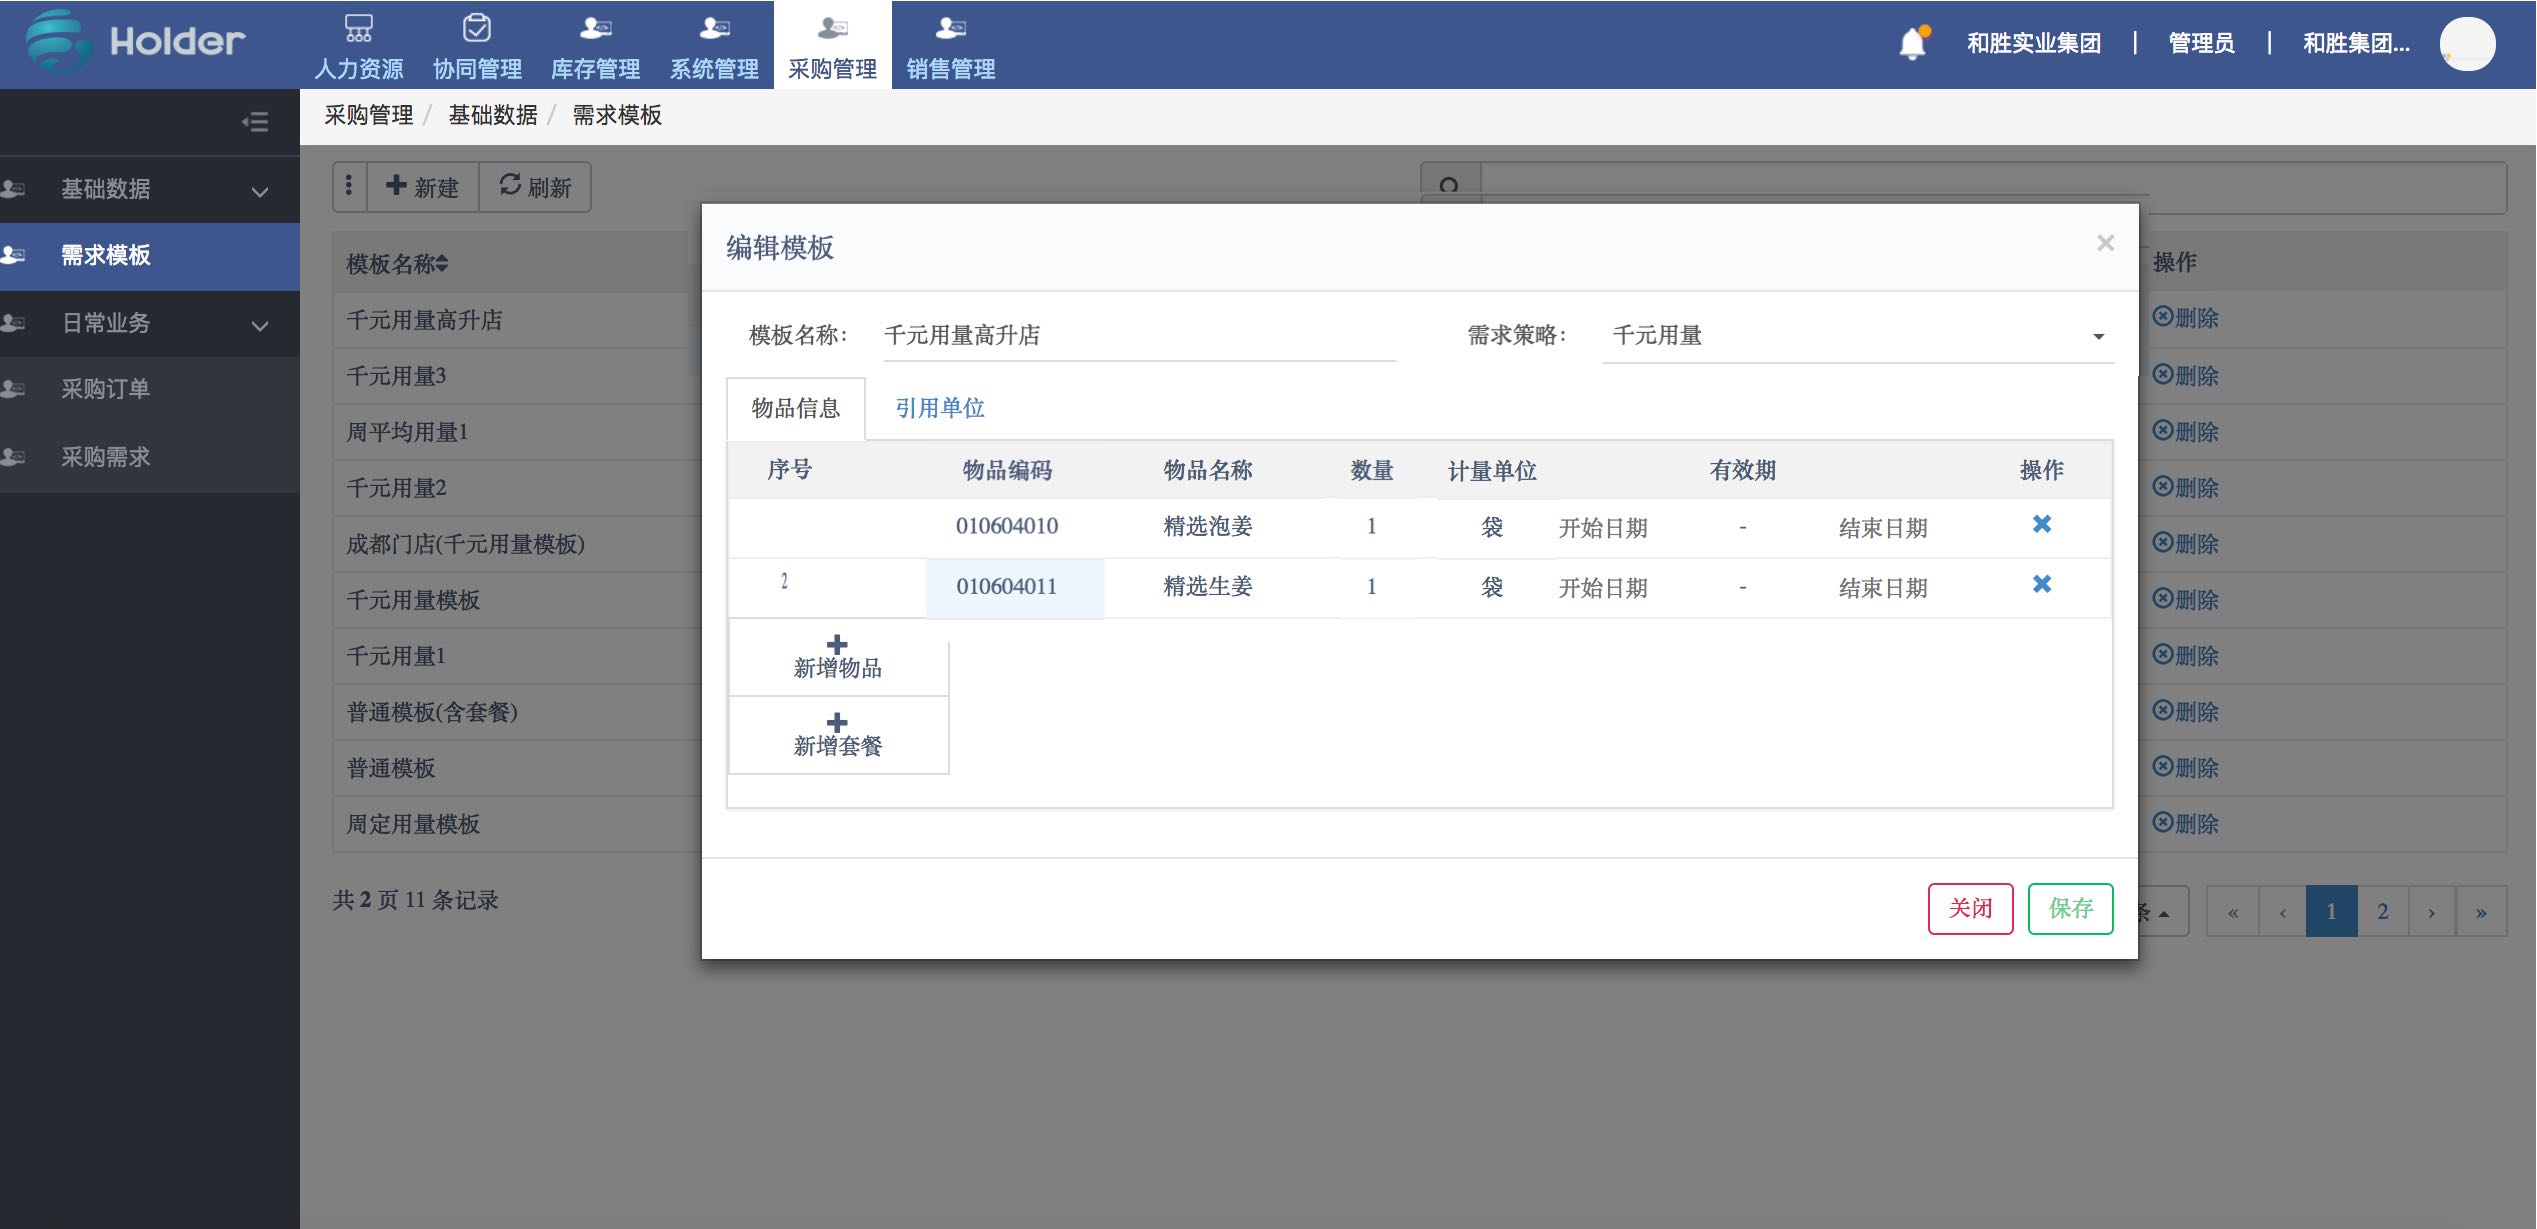 Holder
人力资源 协同管理 库存管理 系统管理 采购管理 销售管理
和胜实业集团 | 管理员 | 和胜集团...
采购管理 / 基础数据 / 需求模板
基础数据
需求模板
日常业务
采购订单
采购需求
新建 刷新
模板名称 操作
千元用量高升店 删除
千元用量3 删除
周平均用量1 删除
千元用量2 删除
成都门店(千元用量模板) 删除
千元用量模板 删除
千元用量1 删除
普通模板(含套餐) 删除
普通模板 删除
周定用量模板 删除
共 2 页 11 条记录
条 « ‹ 1 2 › »
编辑模板 ×
模板名称: 千元用量高升店 需求策略: 千元用量
物品信息 引用单位
序号 物品编码 物品名称 数量 计量单位 有效期 操作
010604010 精选泡姜 1 袋 开始日期 - 结束日期
2 010604011 精选生姜 1 袋 开始日期 - 结束日期
新增物品
新增套餐
关闭 保存